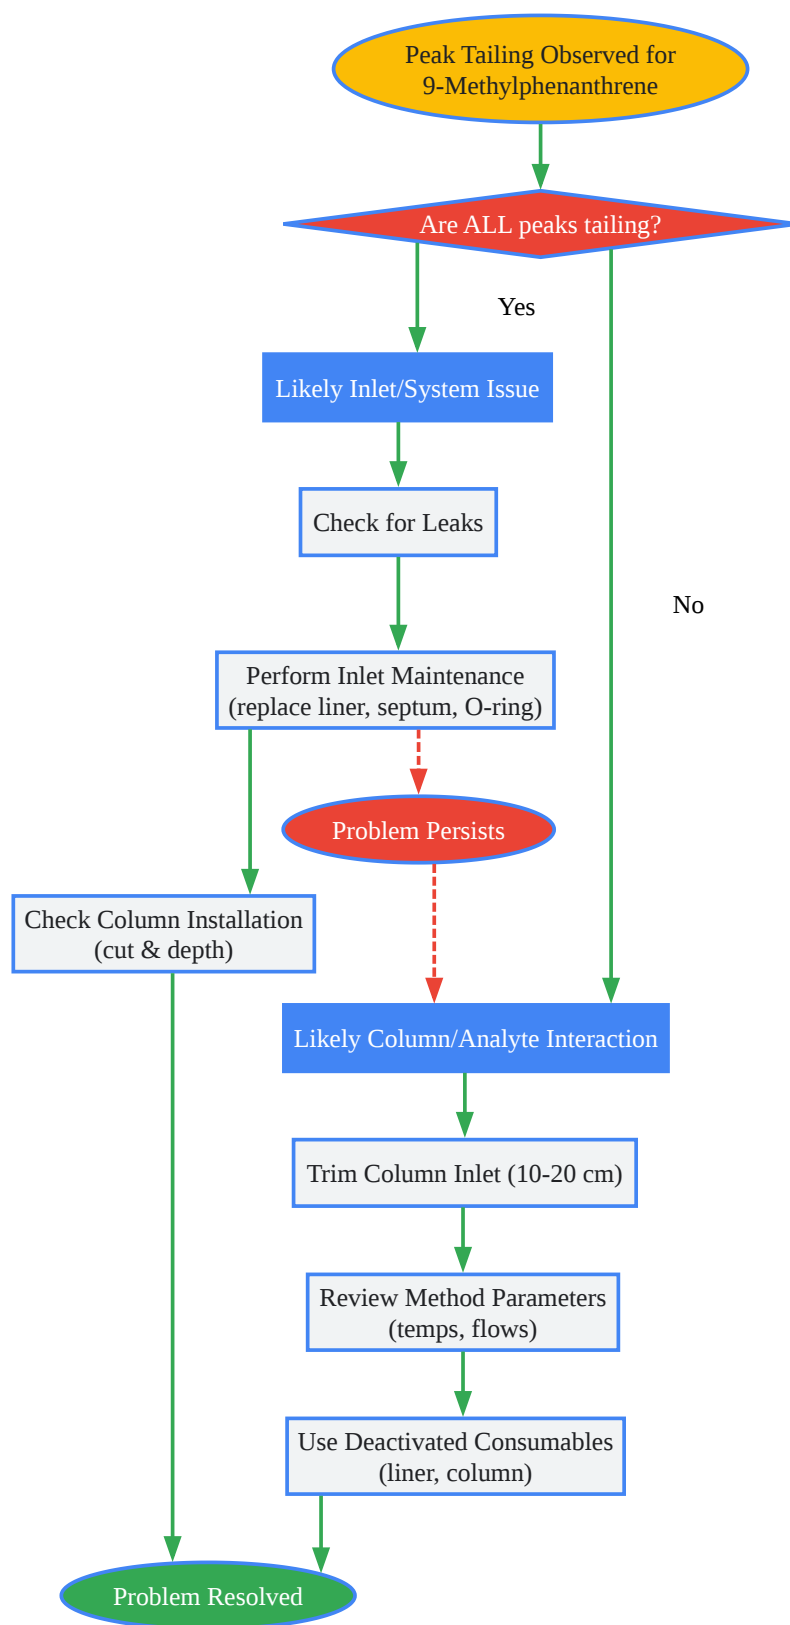 Peak Tailing Observed for
9-Methylphenanthrene
Are ALL peaks tailing?
Yes
Likely Inlet/System Issue
Check for Leaks
No
Perform Inlet Maintenance
(replace liner, septum, O-ring)
Problem Persists
Check Column Installation
(cut & depth)
Likely Column/Analyte Interaction
Trim Column Inlet (10-20 cm)
Review Method Parameters
(temps, flows)
Use Deactivated Consumables
(liner, column)
Problem Resolved